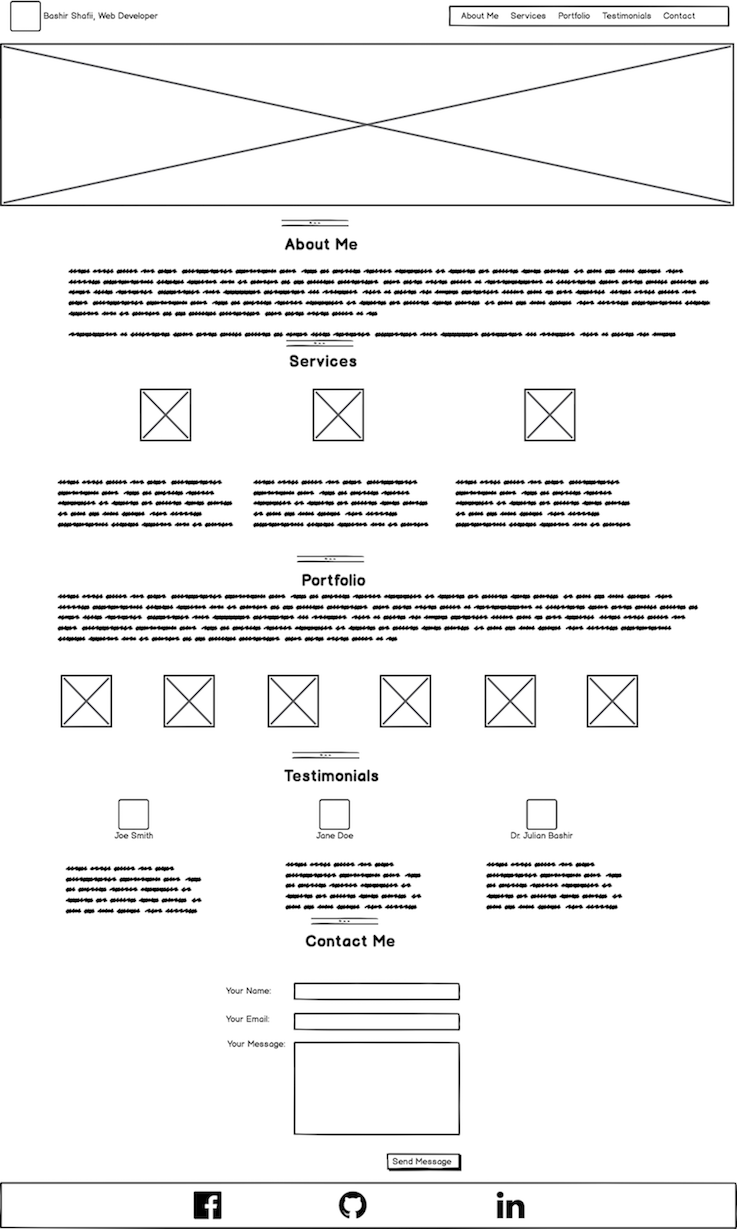 Bashir Shafii, Web Developer
About Me Services Portfolio Testimonials Contact
About Me
Services
Portfolio
Testimonials
Joe Smith
Jane Doe
Dr. Julian Bashir
Contact Me
Your Name:
Your Email:
Your Message:
Send Message
in